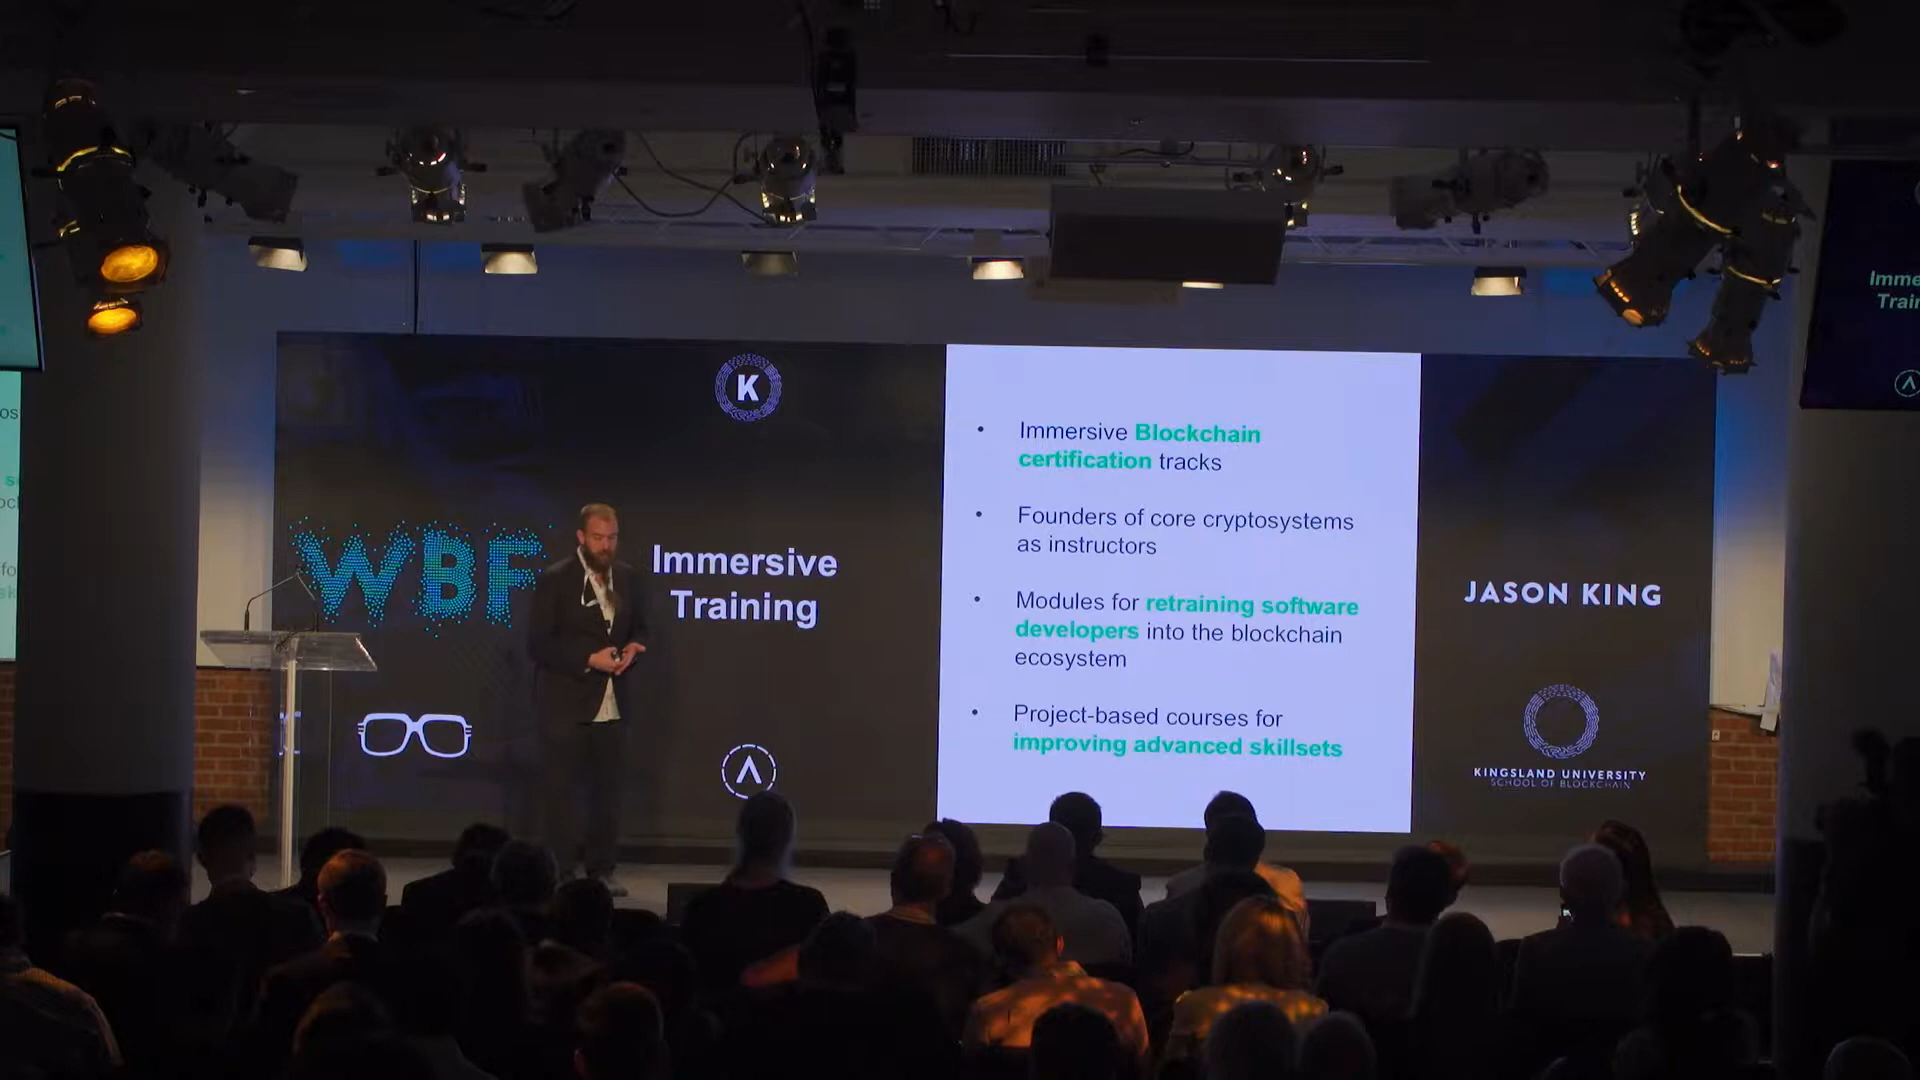 K
WBF
Immersive
Training
Immersive Blockchain
certification tracks
Founders of core cryptosystems
as instructors
Modules for retraining software
developers into the blockchain
ecosystem
Project-based courses for
improving advanced skillsets
JASON KING
KINGSLAND UNIVERSITY
SCHOOL OF BLOCKCHAIN
Imme
Train